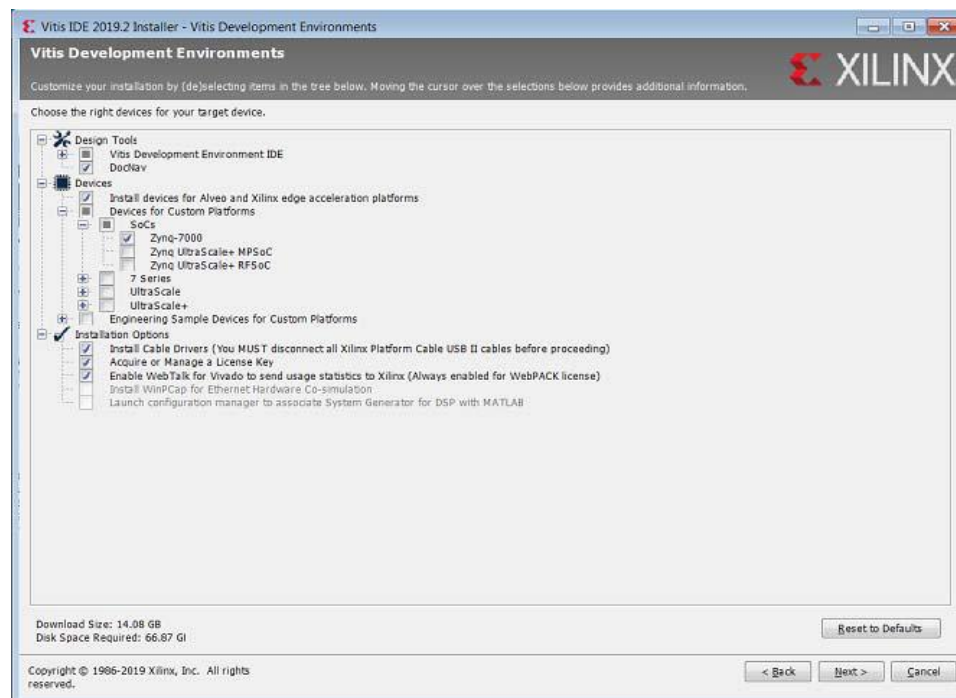 Vitis IDE 2019.2 Installer - Vitis Development Environments
Vitis Development Environments
XILINX
Customize your installation by (de)selecting items in the tree below. Moving the cursor over the selections below provides additional information.
Choose the right devices for your target device.
Design Tools
Vitis Development Environment IDE
DocNav
Devices
Install devices for Alveo and Xilinx edge acceleration platforms
Devices for Custom Platforms
SoCs
Zynq-7000
Zynq UltraScale+ MPSoC
Zynq UltraScale+ RFSoC
7 Series
UltraScale
UltraScale+
Engineering Sample Devices for Custom Platforms
Installation Options
Install Cable Drivers (You MUST disconnect all Xilinx Platform Cable USB II cables before proceeding)
Acquire or Manage a License Key
Enable WebTalk for Vivado to send usage statistics to Xilinx (Always enabled for WebPACK license)
Install WinPCap for Ethernet Hardware Co-simulation
Launch configuration manager to associate System Generator for DSP with MATLAB
Download Size: 14.08 GB
Disk Space Required: 66.87 GI
Reset to Defaults
Copyright © 1986-2019 Xilinx, Inc. All rights
reserved.
< Back
Next >
Cancel